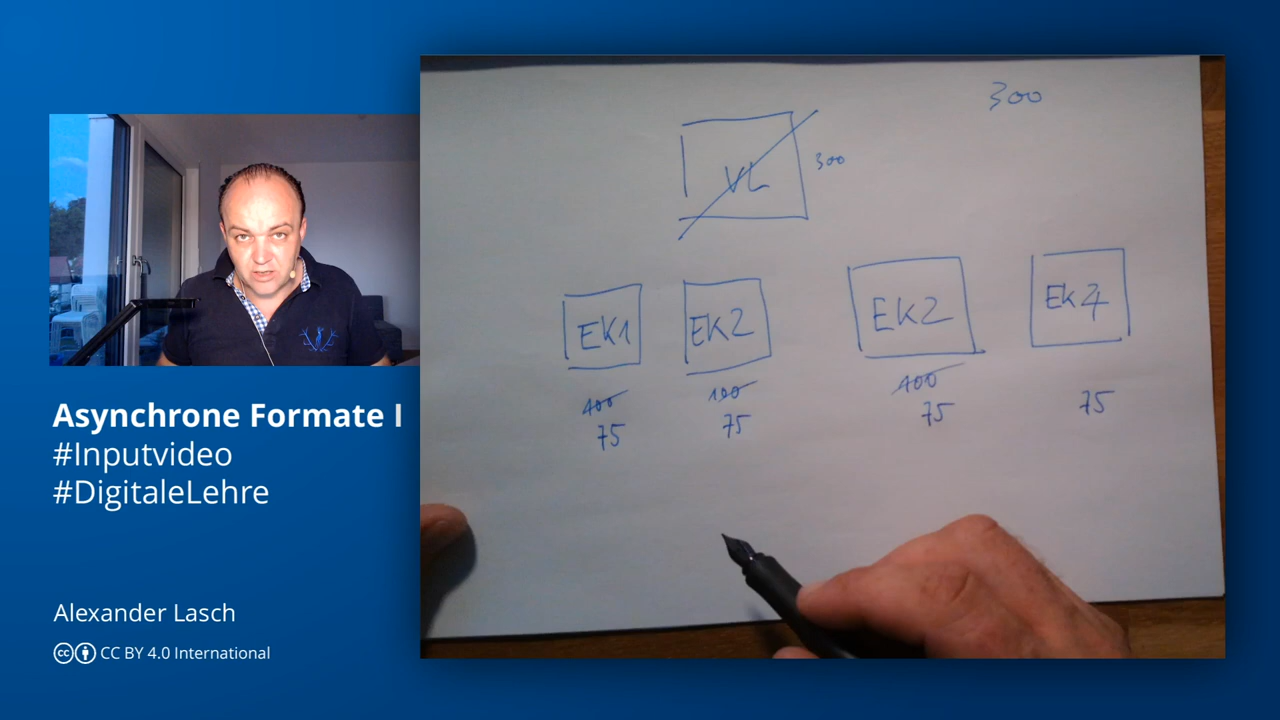 Asynchrone Formate I
#Inputvideo
#DigitaleLehre
Alexander Lasch
cc CC BY 4.0 International
300
VL
300
EK1 EK2 EK2 EK4
100 100 100
75 75 75 75